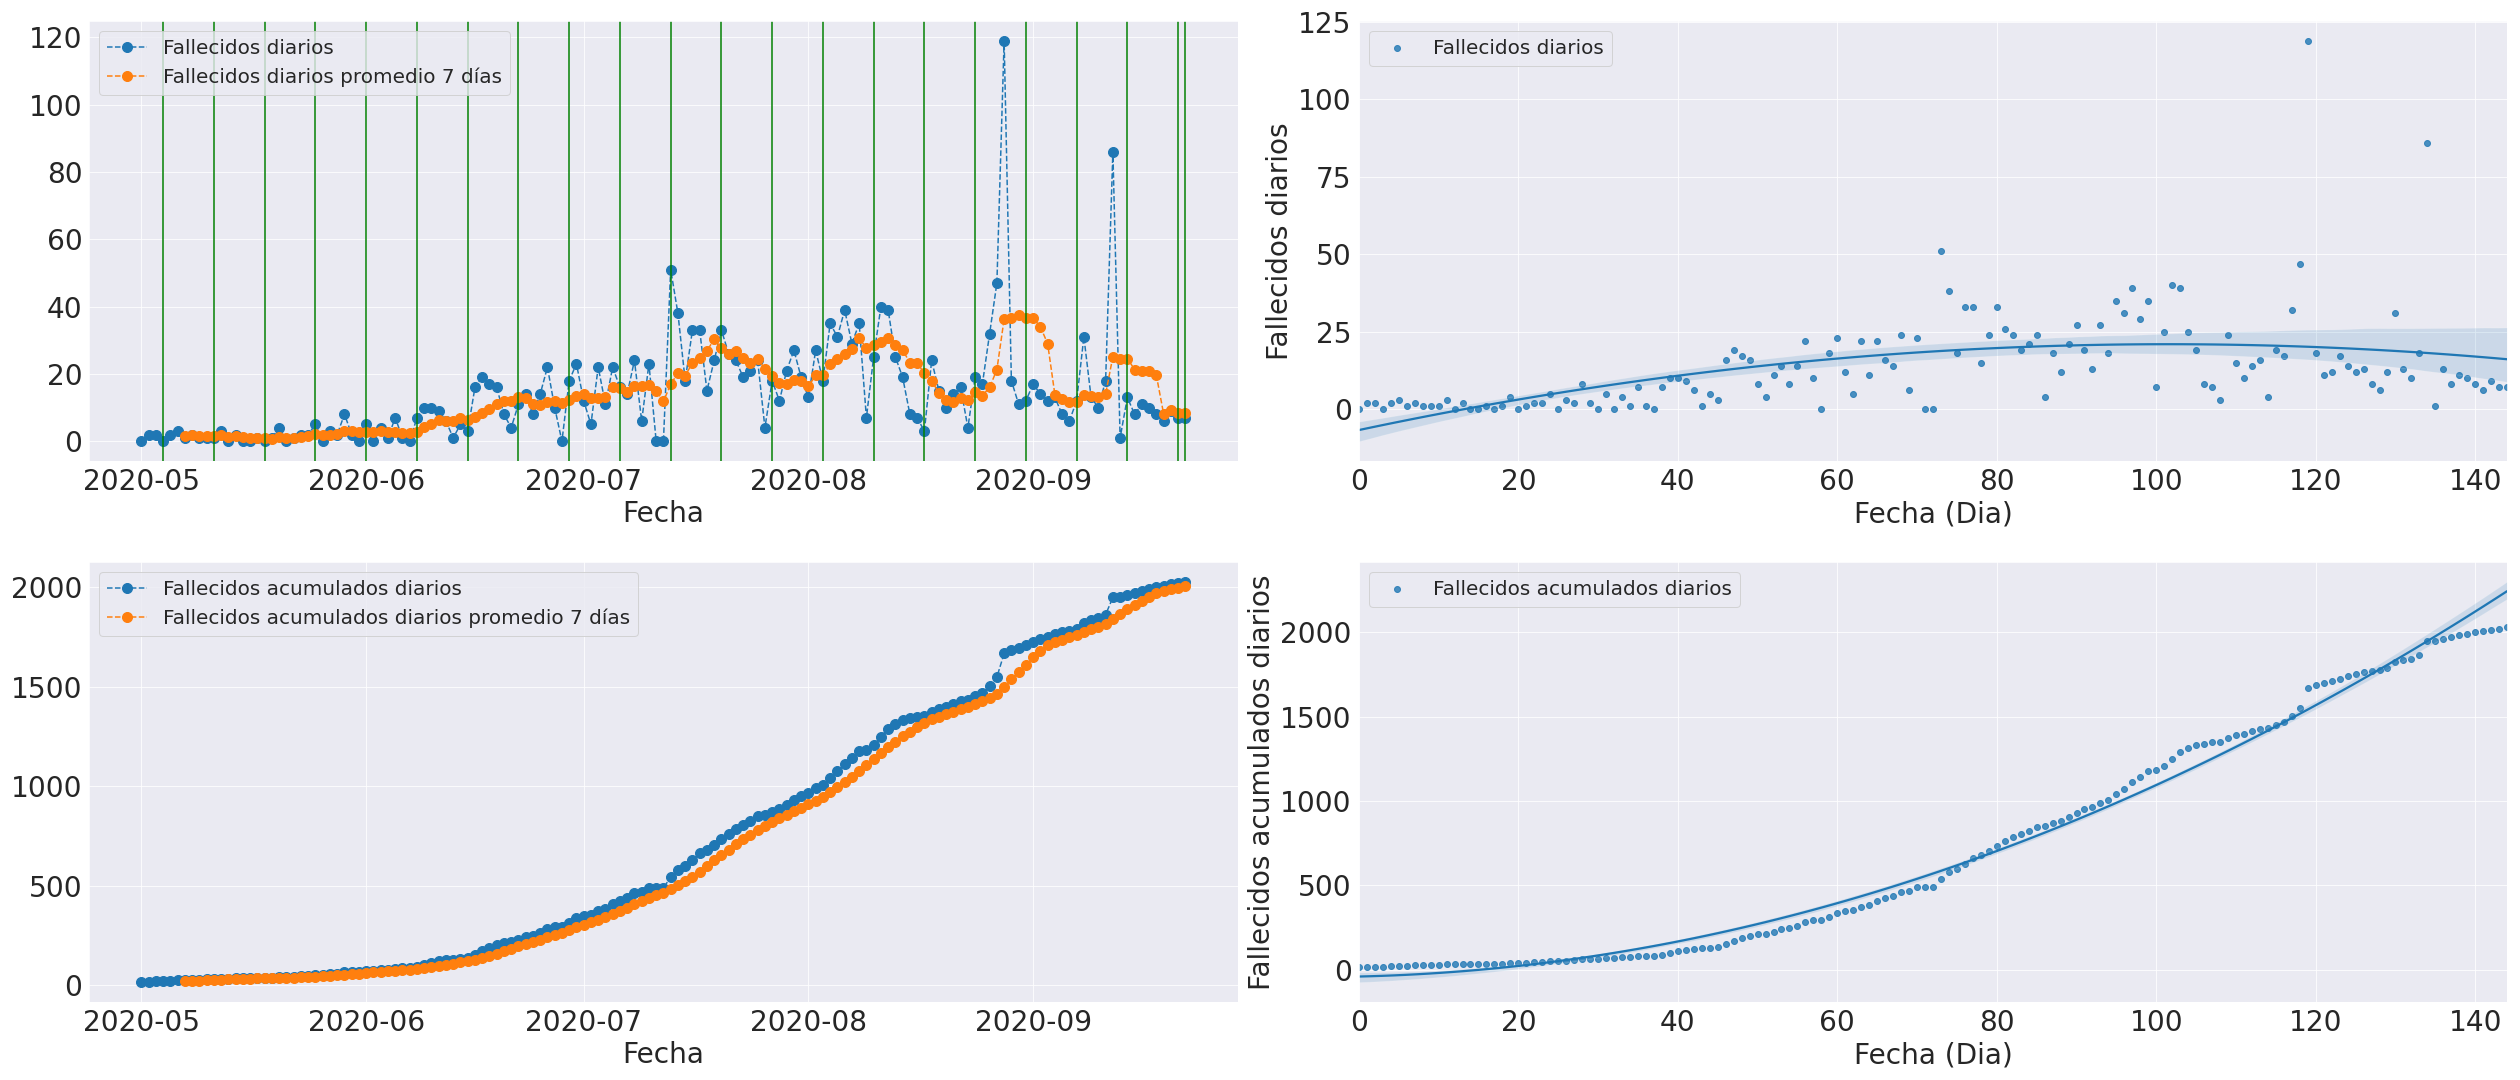 Fallecidos diarios
Fallecidos diarios promedio 7 días
120
100
80
60
40
20
0
2020-05 2020-06 2020-07 2020-08 2020-09
Fecha
Fallecidos diarios
Fallecidos diarios
125
100
75
50
25
0
0 20 40 60 80 100 120 140
Fecha (Dia)
Fallecidos acumulados diarios
Fallecidos acumulados diarios promedio 7 días
2000
1500
1000
500
0
2020-05 2020-06 2020-07 2020-08 2020-09
Fecha
Fallecidos acumulados diarios
Fallecidos acumulados diarios
2000
1500
1000
500
0
0 20 40 60 80 100 120 140
Fecha (Dia)